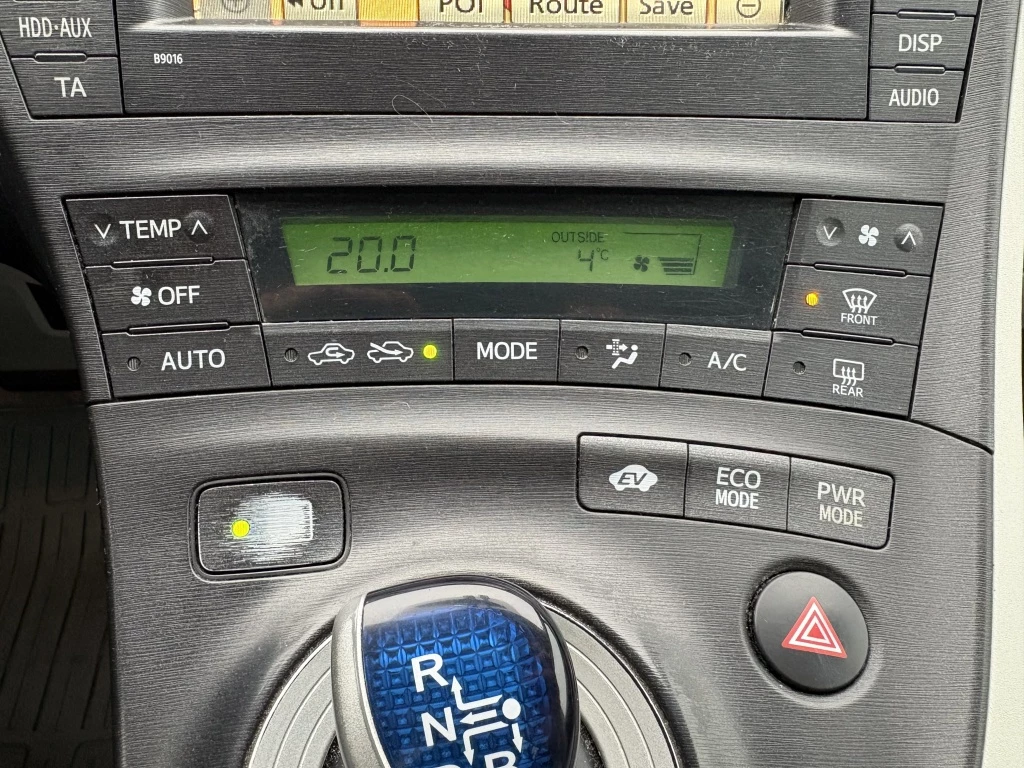 Off
POI
Route
Save
HDD·AUX
TA
B9016
DISP
AUDIO
TEMP
OFF
AUTO
20.0
OUTSIDE
4°C
MODE
A/C
FRONT
REAR
EV
ECO
MODE
PWR
MODE
R
N
B